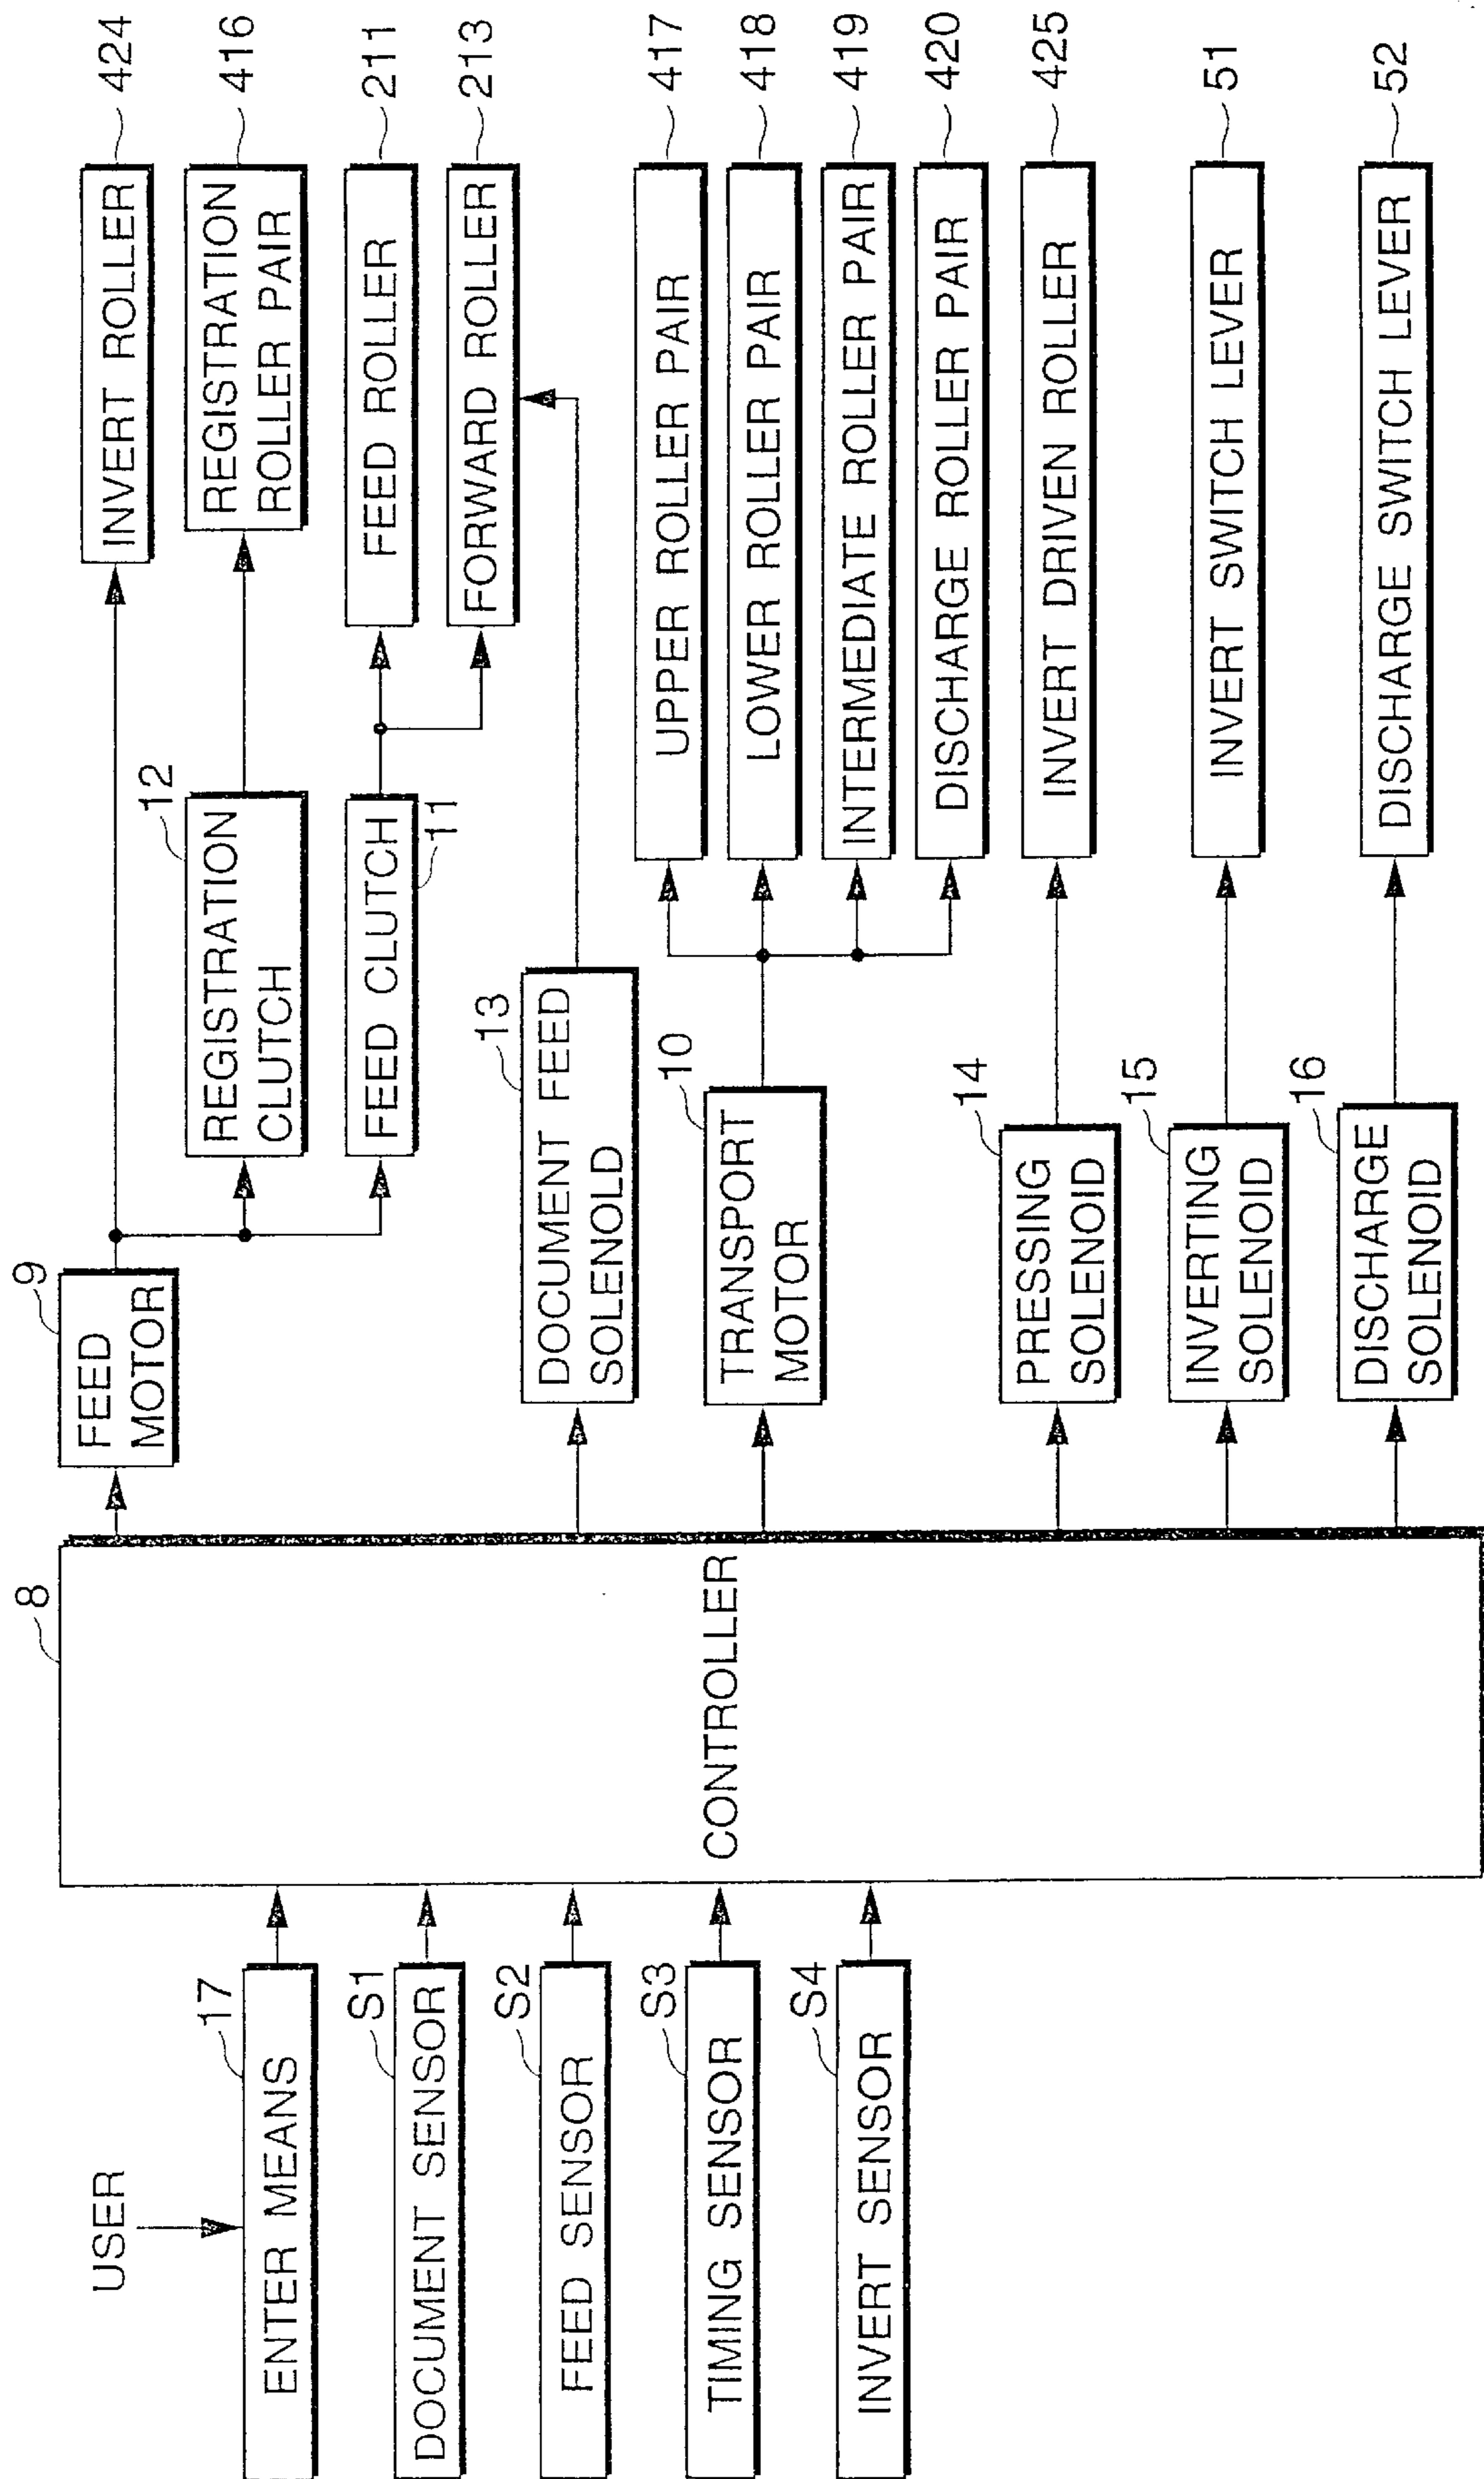 USER
17
ENTER MEANS
S1
DOCUMENT SENSOR
S2
FEED SENSOR
S3
TIMING SENSOR
S4
INVERT SENSOR
8
CONTROLLER
9
FEED
MOTOR
12
REGISTRATION
CLUTCH
FEED CLUTCH
11
13
DOCUMENT FEED
SOLENOLD
10
TRANSPORT
MOTOR
14
PRESSING
SOLENOID
15
INVERTING
SOLENOID
16
DISCHARGE
SOLENOID
INVERT ROLLER
424
REGISTRATION
ROLLER PAIR
416
FEED ROLLER
211
FORWARD ROLLER
213
UPPER ROLLER PAIR
417
LOWER ROLLER PAIR
418
INTERMEDIATE ROLLER PAIR
419
DISCHARGE ROLLER PAIR
420
INVERT DRIVEN ROLLER
425
INVERT SWITCH LEVER
51
DISCHARGE SWITCH LEVER
52